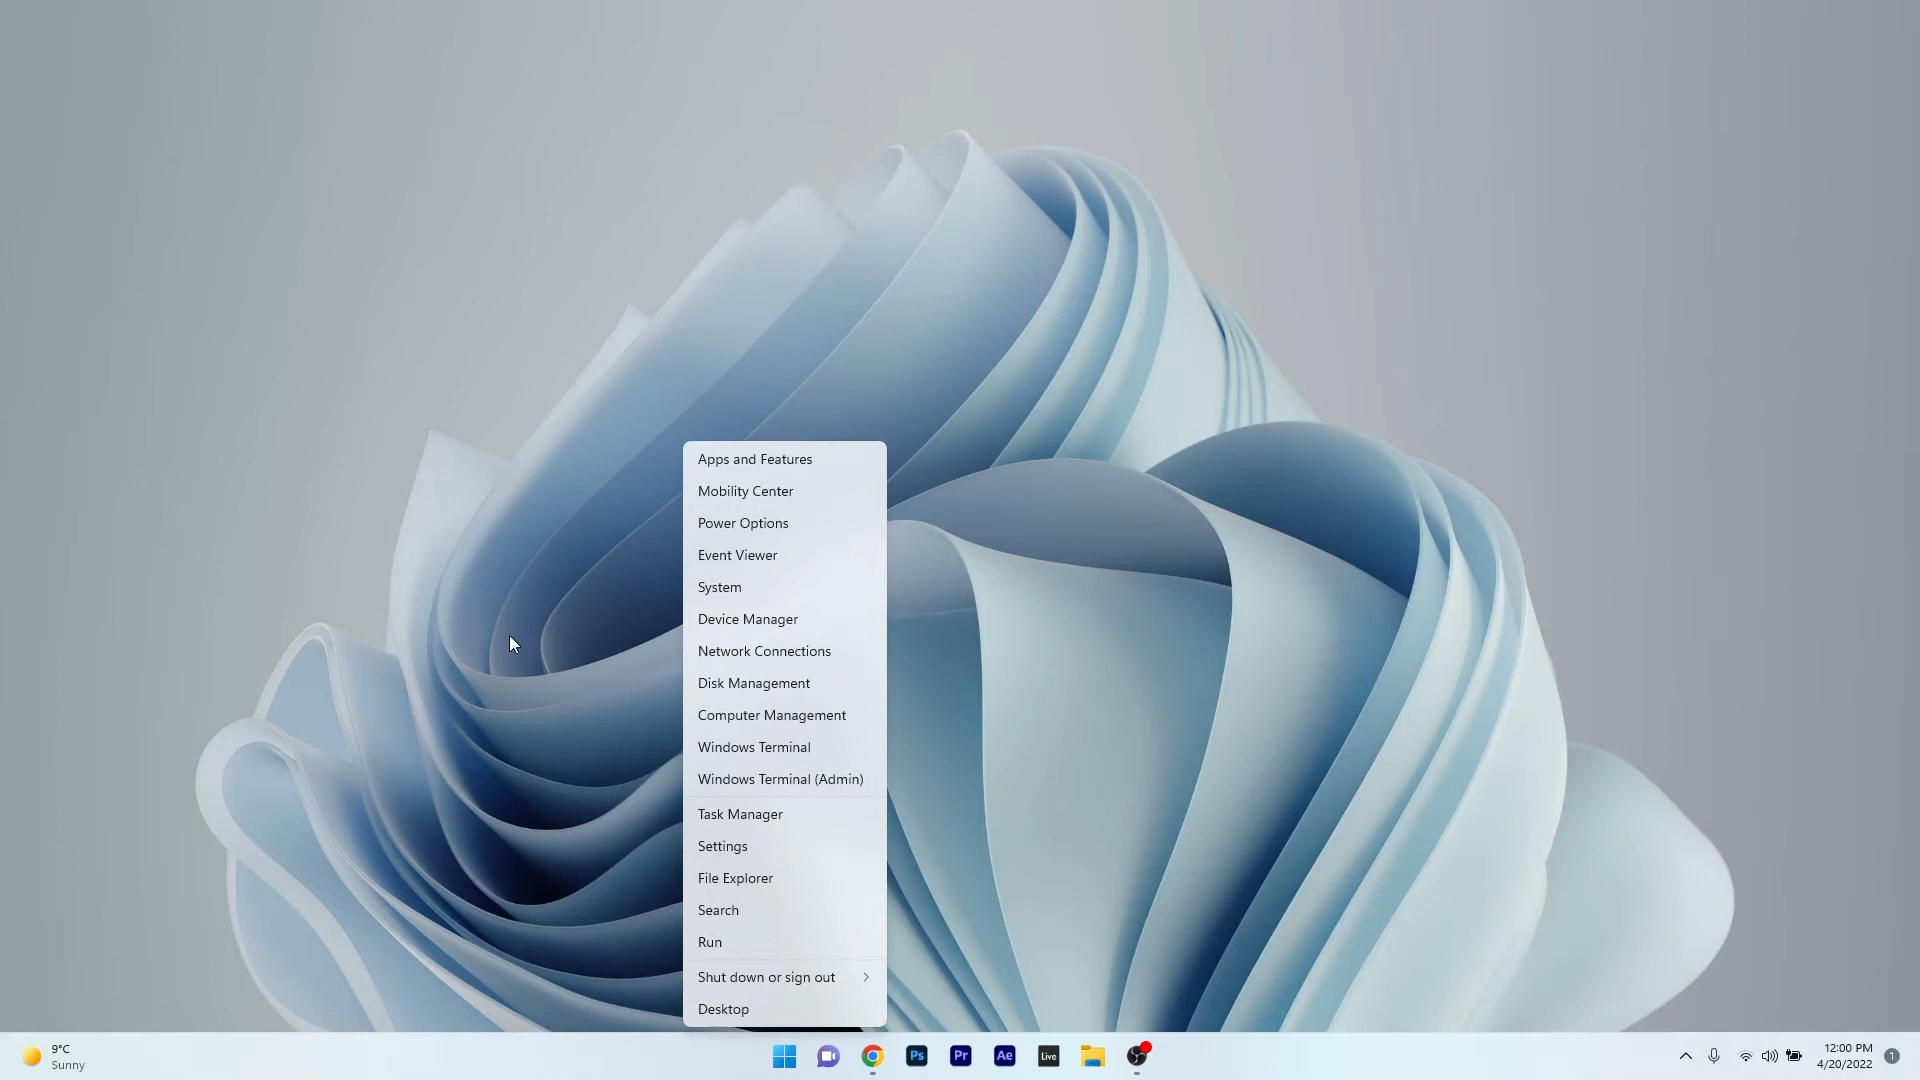 Apps and Features
Mobility Center
Power Options
Event Viewer
System
Device Manager
Network Connections
Disk Management
Computer Management
Windows Terminal
Windows Terminal (Admin)
Task Manager
Settings
File Explorer
Search
Run
Shut down or sign out
Desktop
9°C
Sunny
Ps
Pr
Ae
Live
12:00 PM
4/20/2022
1